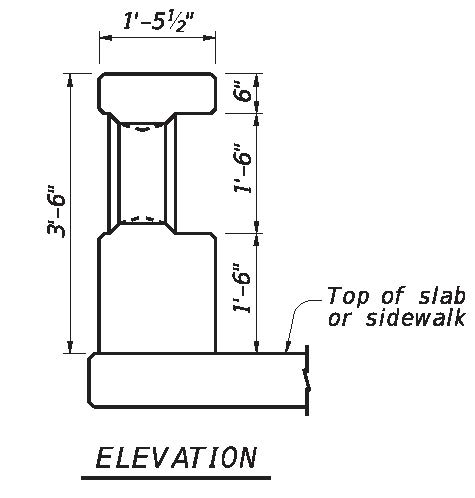 1'-5½"
6"
1'-6"
3'-6"
1'-6"
Top of slab
or sidewalk
ELEVATION